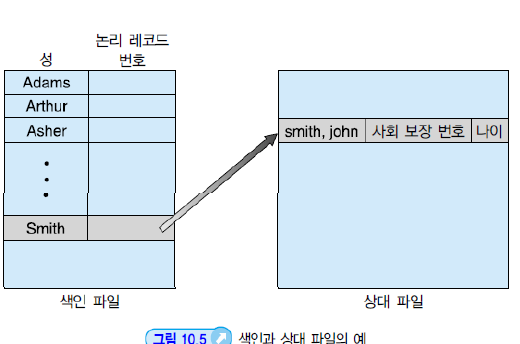 성
논리 레코드
번호
Adams
Arthur
Asher
Smith
smith, john
사회 보장 번호
나이
색인 파일
상대 파일
그림 10.5
색인과 상대 파일의 예